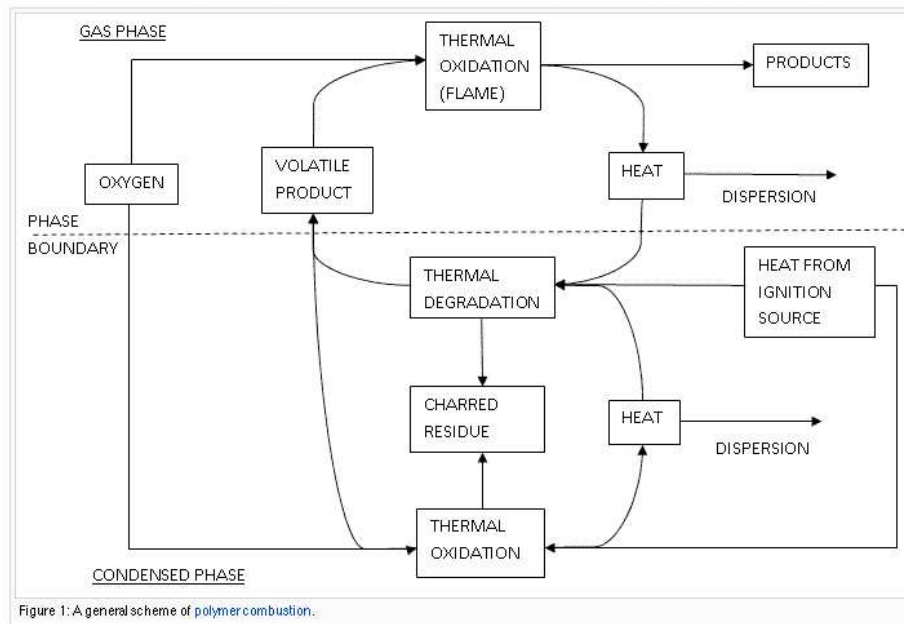 GAS PHASE
THERMAL
OXIDATION
(FLAME)
PRODUCTS
OXYGEN
VOLATILE
PRODUCT
HEAT
DISPERSION
PHASE
BOUNDARY
THERMAL
DEGRADATION
HEAT FROM
IGNITION
SOURCE
CHARRED
RESIDUE
HEAT
DISPERSION
THERMAL
OXIDATION
CONDENSED PHASE
Figure 1: A general scheme of polymer combustion.